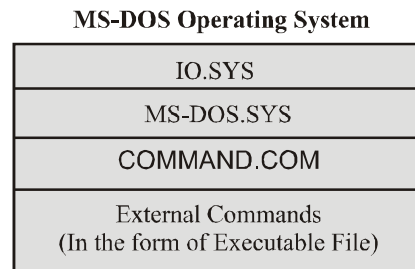 MS-DOS Operating System
IO.SYS
MS-DOS.SYS
COMMAND.COM
External Commands
(In the form of Executable File)